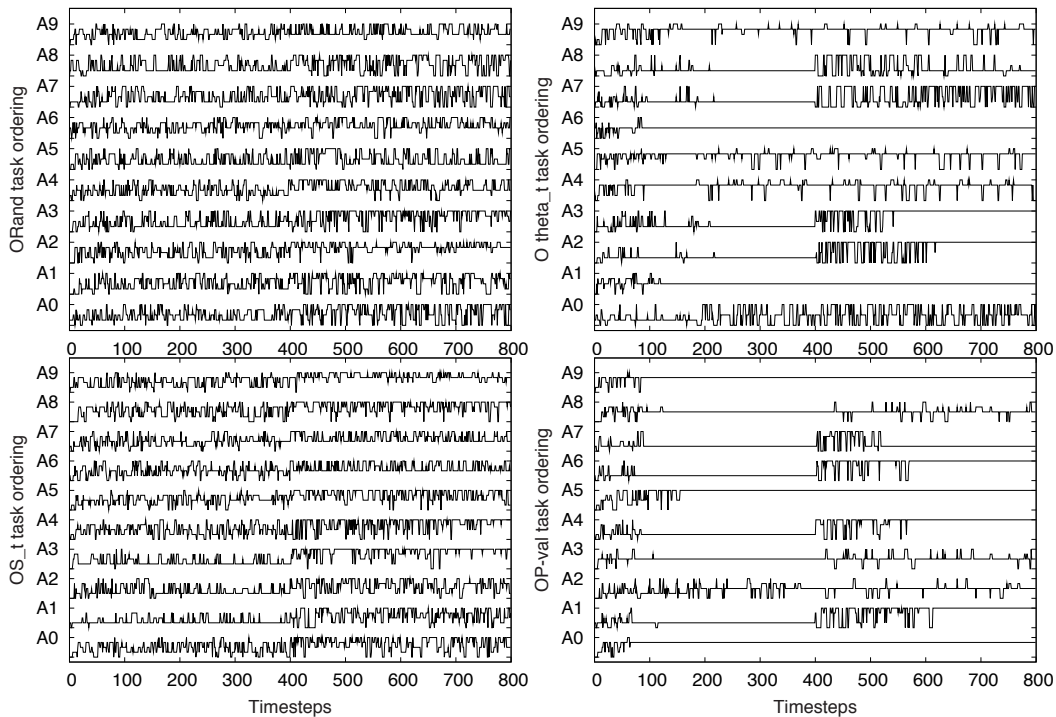 ORand task ordering
A9
A8
A7
A6
A5
A4
A3
A2
A1
A0
0 100 200 300 400 500 600 700 800
O theta_t task ordering
A9
A8
A7
A6
A5
A4
A3
A2
A1
A0
0 100 200 300 400 500 600 700 800
OS_t task ordering
A9
A8
A7
A6
A5
A4
A3
A2
A1
A0
0 100 200 300 400 500 600 700 800
Timesteps
OP-val task ordering
A9
A8
A7
A6
A5
A4
A3
A2
A1
A0
0 100 200 300 400 500 600 700 800
Timesteps